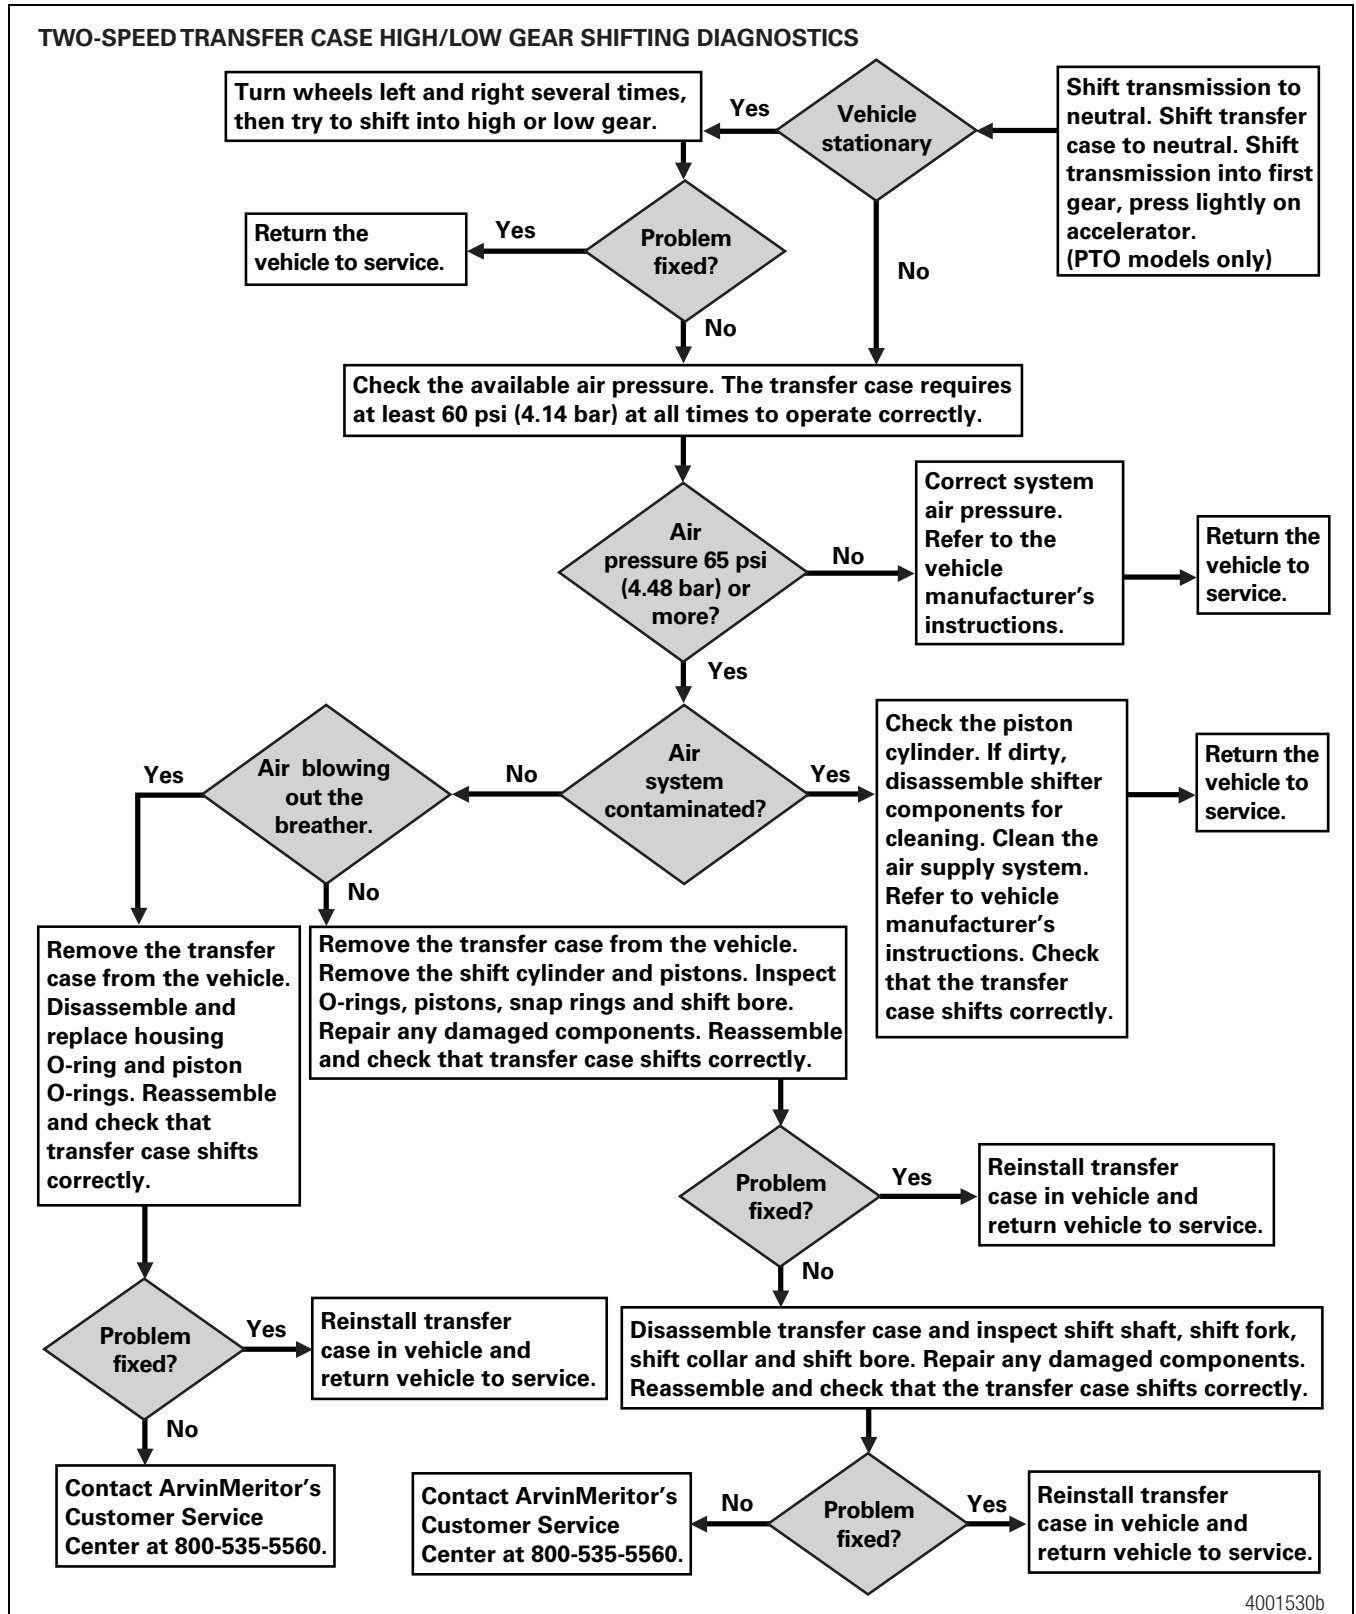 TWO-SPEED TRANSFER CASE HIGH/LOW GEAR SHIFTING DIAGNOSTICS
Turn wheels left and right several times,
then try to shift into high or low gear.
Yes
Vehicle
stationary
Shift transmission to
neutral. Shift transfer
case to neutral. Shift
transmission into first
gear, press lightly on
accelerator.
(PTO models only)
Return the
vehicle to service.
Yes
Problem
fixed?
No
No
Check the available air pressure. The transfer case requires
at least 60 psi (4.14 bar) at all times to operate correctly.
Air
pressure 65 psi
(4.48 bar) or
more?
No
Correct system
air pressure.
Refer to the
vehicle
manufacturer's
instructions.
Return the
vehicle to
service.
Yes
Yes
Air blowing
out the
breather.
No
Air
system
contaminated?
Yes
Check the piston
cylinder. If dirty,
disassemble shifter
components for
cleaning. Clean the
air supply system.
Refer to vehicle
manufacturer's
instructions. Check
that the transfer
case shifts correctly.
Return the
vehicle to
service.
No
Remove the transfer
case from the vehicle.
Disassemble and
replace housing
O-ring and piston
O-rings. Reassemble
and check that
transfer case shifts
correctly.
Remove the transfer case from the vehicle.
Remove the shift cylinder and pistons. Inspect
O-rings, pistons, snap rings and shift bore.
Repair any damaged components. Reassemble
and check that transfer case shifts correctly.
Problem
fixed?
Yes
Reinstall transfer
case in vehicle and
return vehicle to service.
No
Problem
fixed?
Yes
Reinstall transfer
case in vehicle and
return vehicle to service.
Disassemble transfer case and inspect shift shaft, shift fork,
shift collar and shift bore. Repair any damaged components.
Reassemble and check that the transfer case shifts correctly.
No
Contact ArvinMeritor's
Customer Service
Center at 800-535-5560.
Contact ArvinMeritor's
Customer Service
Center at 800-535-5560.
No
Problem
fixed?
Yes
Reinstall transfer
case in vehicle and
return vehicle to service.
4001530b